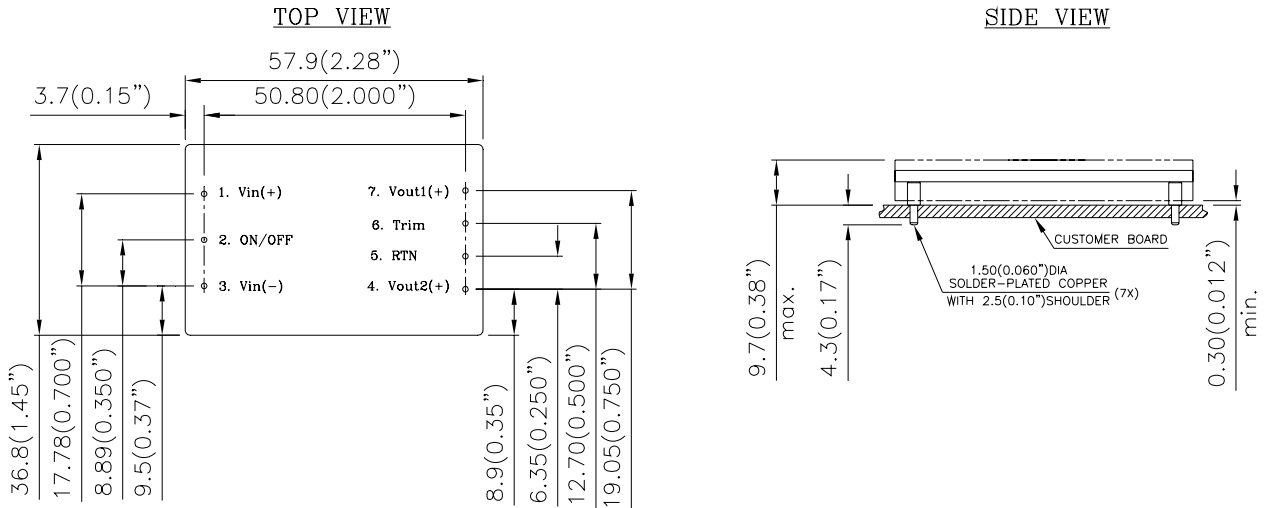 TOP VIEW
57.9(2.28”)
3.7(0.15”)
50.80(2.000”)
1. Vin(+)
2. ON/OFF
3. Vin(-)
7. Vout1(+)
6. Trim
5. RTN
4. Vout2(+)
36.8(1.45”)
17.78(0.700”)
8.89(0.350”)
9.5(0.37”)
8.9(0.35”)
6.35(0.250”)
12.70(0.500”)
19.05(0.750”)
SIDE VIEW
CUSTOMER BOARD
1.50(0.060”)DIA
SOLDER-PLATED COPPER
WITH 2.5(0.10”)SHOULDER (7X)
9.7(0.38”)
max.
4.3(0.17”)
0.30(0.012”)
min.